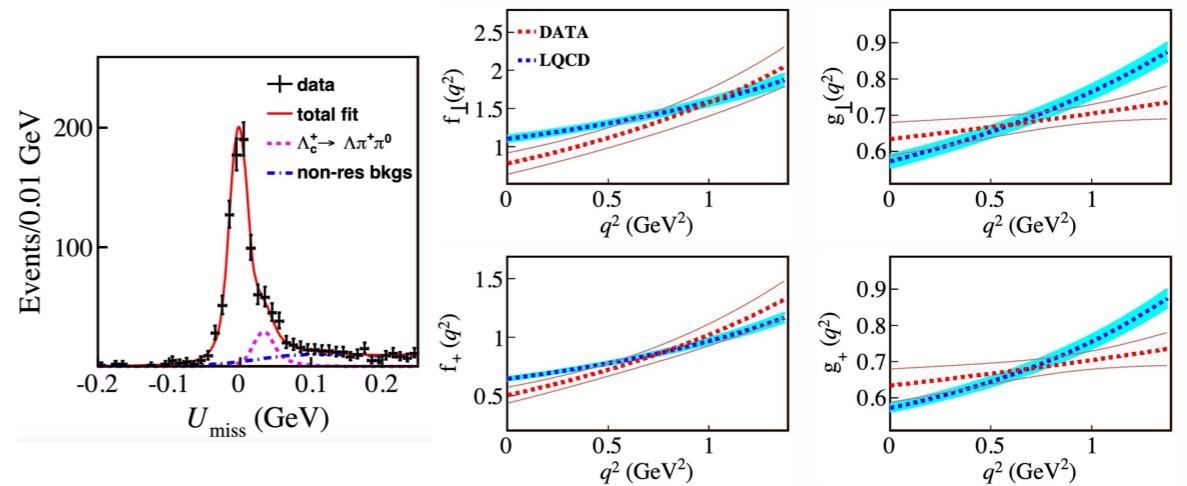 Events/0.01 GeV
200
100
data
total fit
Λ⁺c → Λπ⁺π⁰
non-res bkgs
-0.2 -0.1 0 0.1 0.2
U miss (GeV)
f⊥(q²)
2.5
2
1.5
1
DATA
LQCD
0 0.5 1
q² (GeV²)
g⊥(q²)
0.9
0.8
0.7
0.6
0 0.5 1
q² (GeV²)
f₊ (q²)
1.5
1
0.5
0 0.5 1
q² (GeV²)
g₊ (q²)
0.9
0.8
0.7
0.6
0 0.5 1
q² (GeV²)